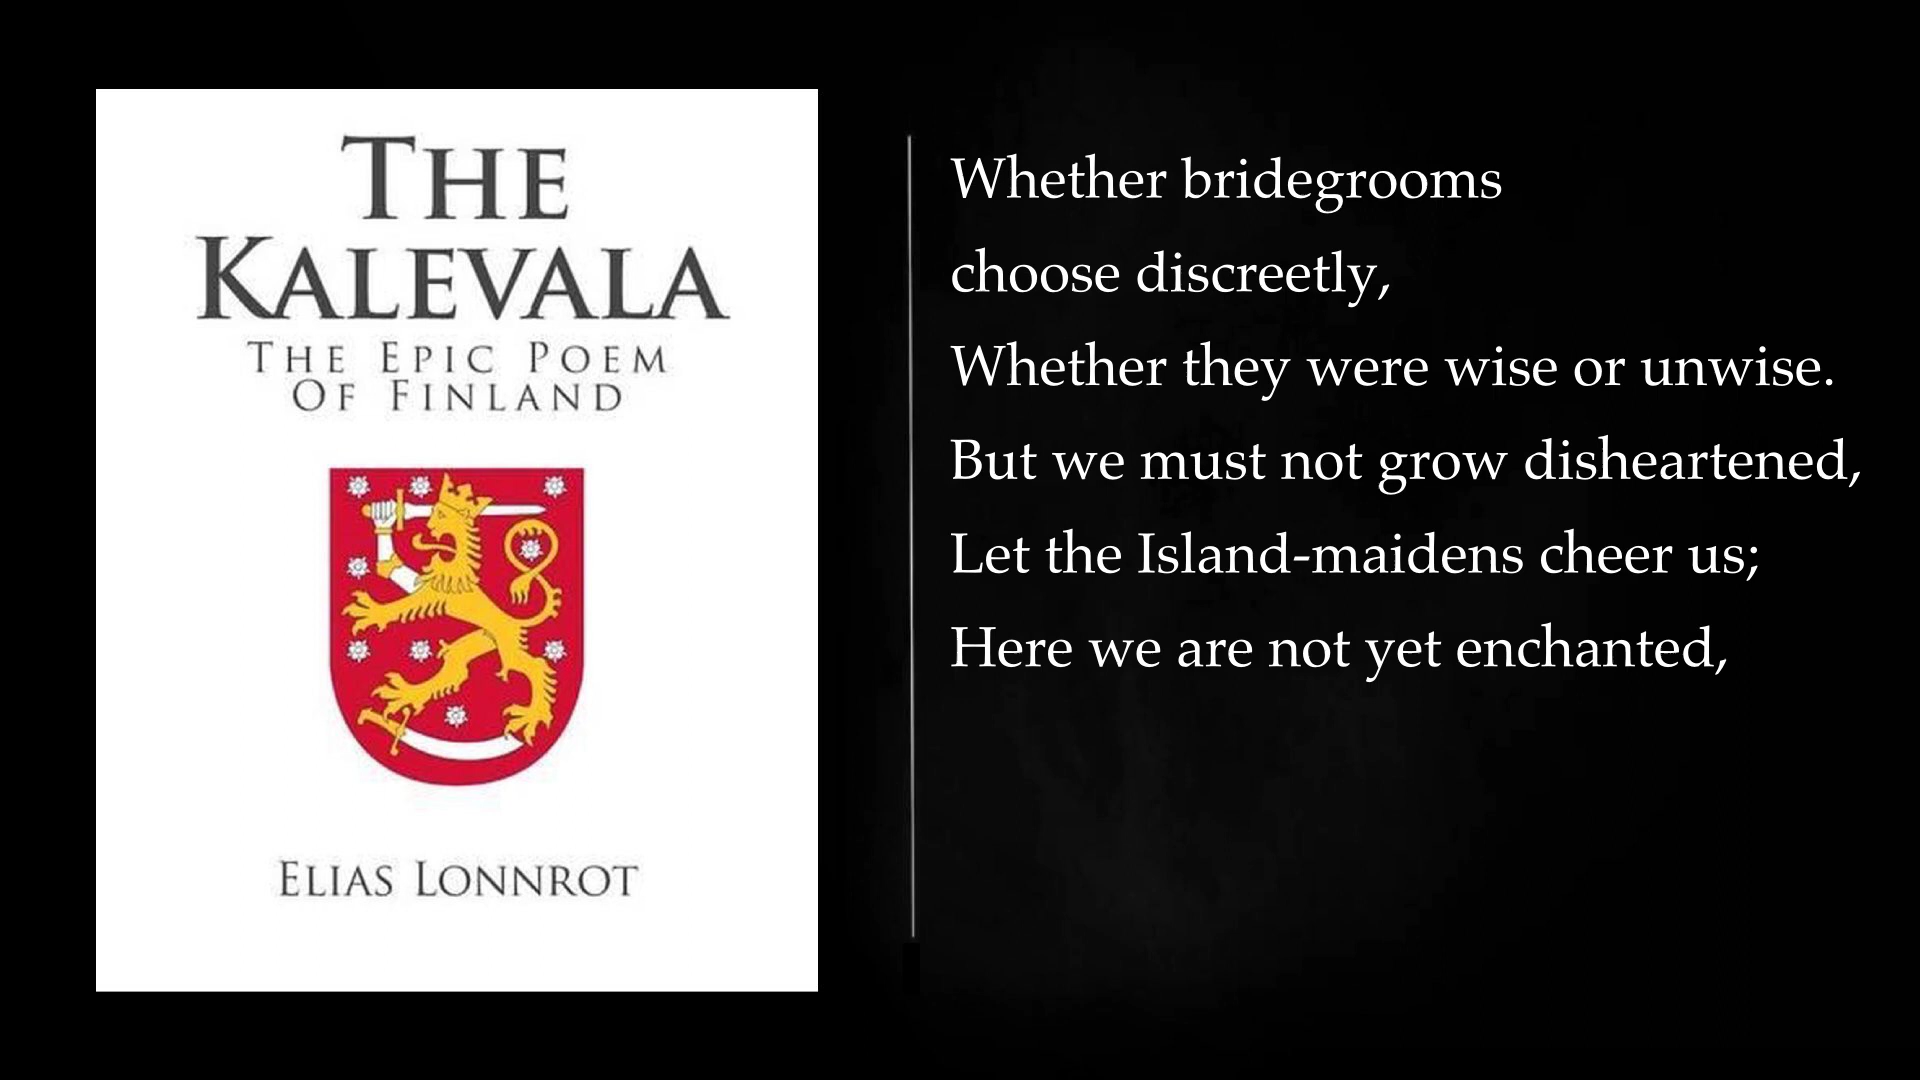 THE
KALEVALA
THE EPIC POEM
OF FINLAND
ELIAS LONNROT
Whether bridegrooms
choose discreetly,
Whether they were wise or unwise.
But we must not grow disheartened,
Let the Island-maidens cheer us;
Here we are not yet enchanted,